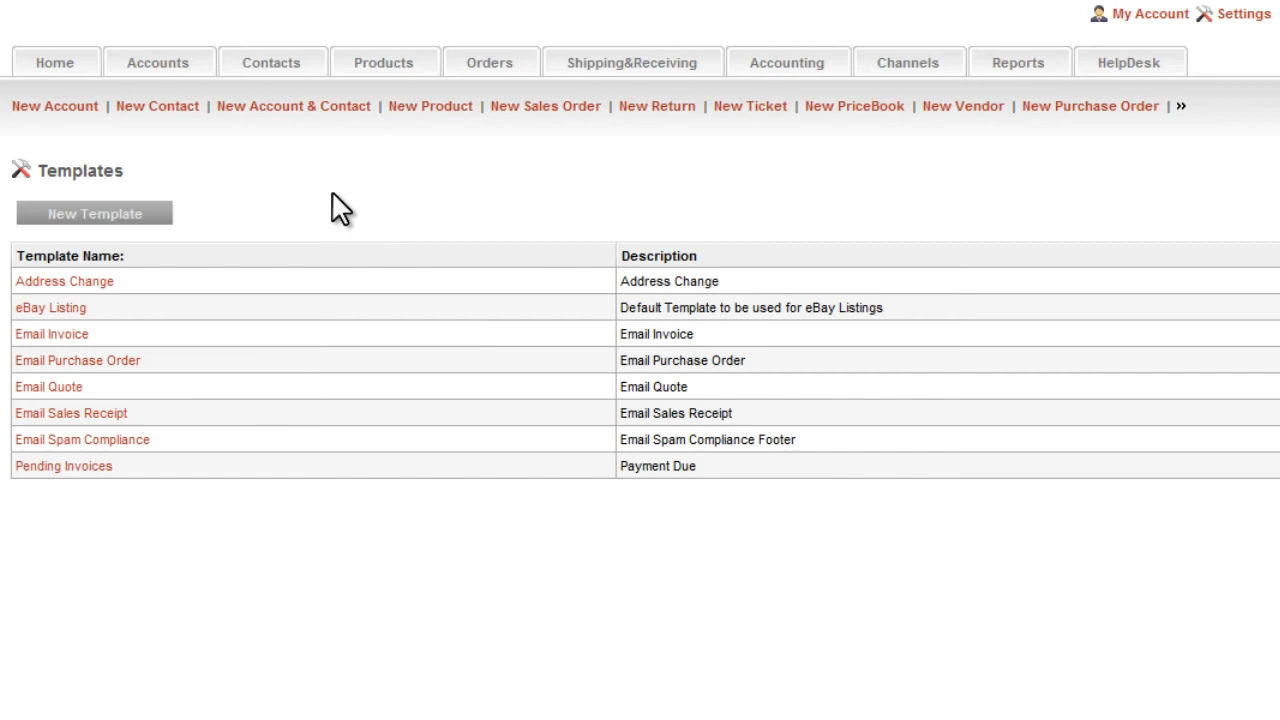 My Account Settings
Home Accounts Contacts Products Orders Shipping&Receiving Accounting Channels Reports HelpDesk
New Account | New Contact | New Account & Contact | New Product | New Sales Order | New Return | New Ticket | New PriceBook | New Vendor | New Purchase Order | »
Templates
New Template
Template Name: Description
Address Change Address Change
eBay Listing Default Template to be used for eBay Listings
Email Invoice Email Invoice
Email Purchase Order Email Purchase Order
Email Quote Email Quote
Email Sales Receipt Email Sales Receipt
Email Spam Compliance Email Spam Compliance Footer
Pending Invoices Payment Due